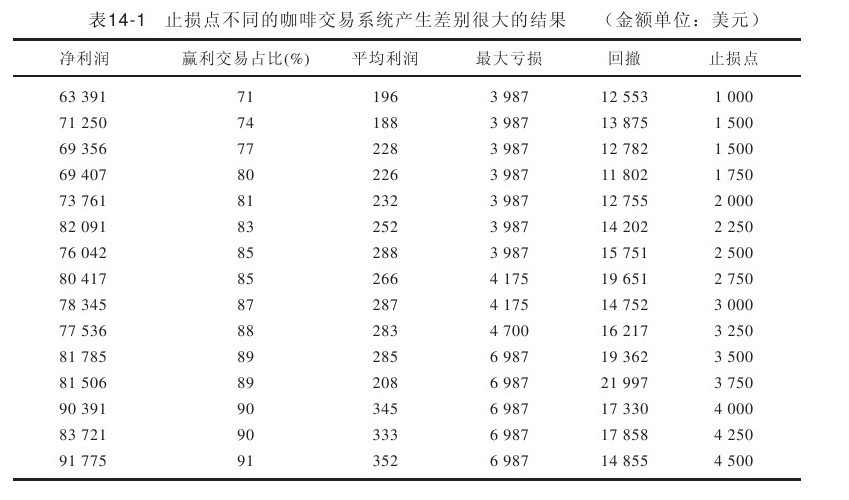 表14-1 止损点不同的咖啡交易系统产生差别很大的结果 （金额单位：美元）
净利润 赢利交易占比(%) 平均利润 最大亏损 回撤 止损点
63 391 71 196 3 987 12 553 1 000
71 250 74 188 3 987 13 875 1 500
69 356 77 228 3 987 12 782 1 500
69 407 80 226 3 987 11 802 1 750
73 761 81 232 3 987 12 755 2 000
82 091 83 252 3 987 14 202 2 250
76 042 85 288 3 987 15 751 2 500
80 417 85 266 4 175 19 651 2 750
78 345 87 287 4 175 14 752 3 000
77 536 88 283 4 700 16 217 3 250
81 785 89 285 6 987 19 362 3 500
81 506 89 208 6 987 21 997 3 750
90 391 90 345 6 987 17 330 4 000
83 721 90 333 6 987 17 858 4 250
91 775 91 352 6 987 14 855 4 500